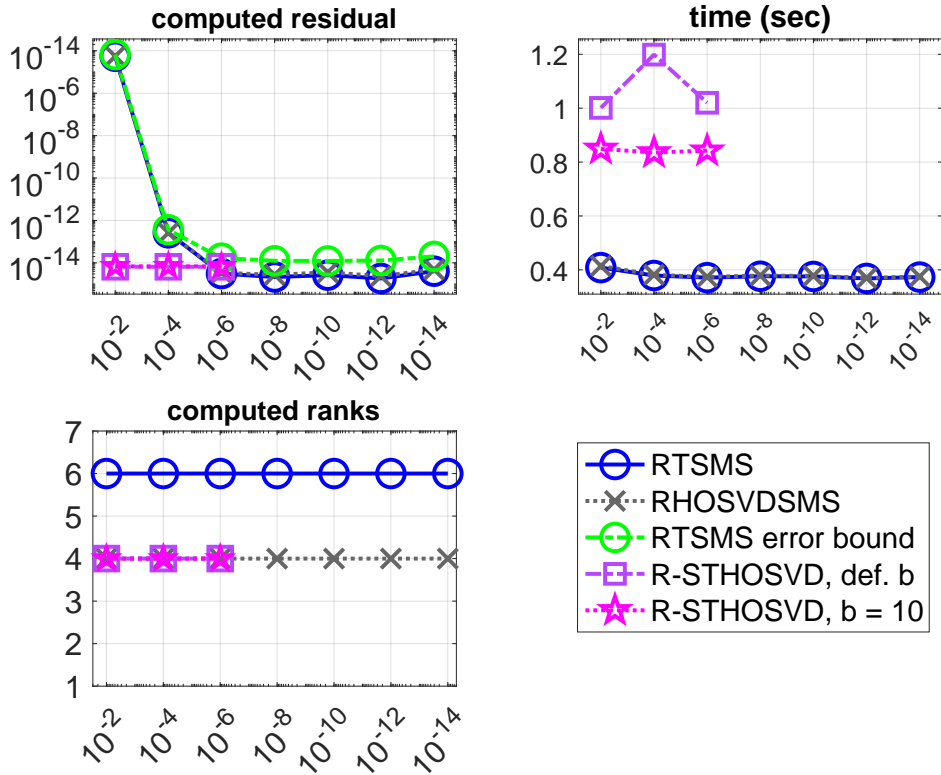 computed residual
10^-14
10^-6
10^-8
10^-10
10^-12
10^-14
10^-2 10^-4 10^-6 10^-8 10^-10 10^-12 10^-14
time (sec)
1.2
1
0.8
0.6
0.4
10^-2 10^-4 10^-6 10^-8 10^-10 10^-12 10^-14
computed ranks
7
6
5
4
3
2
1
10^-2 10^-4 10^-6 10^-8 10^-10 10^-12 10^-14
RTSMS
RHOSVDSMS
RTSMS error bound
R-STHOSVD, def. b
R-STHOSVD, b = 10